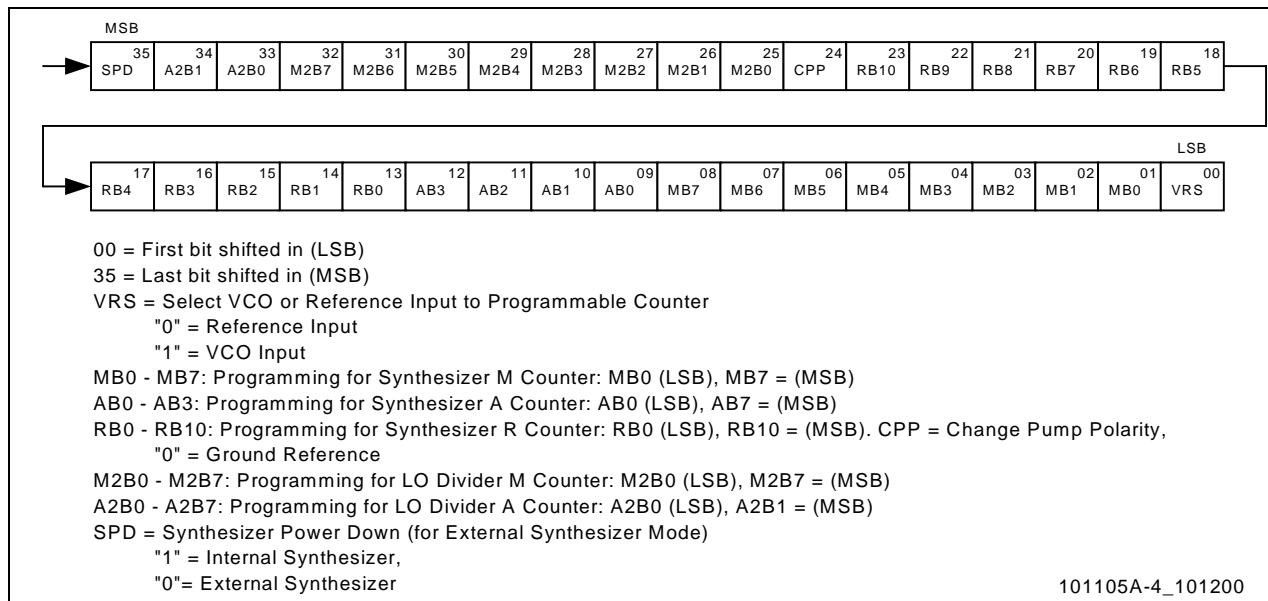 MSB
35 34 33 32 31 30 29 28 27 26 25 24 23 22 21 20 19 18
SPD A2B1 A2B0 M2B7 M2B6 M2B5 M2B4 M2B3 M2B2 M2B1 M2B0 CPP RB10 RB9 RB8 RB7 RB6 RB5
LSB
17 16 15 14 13 12 11 10 09 08 07 06 05 04 03 02 01 00
RB4 RB3 RB2 RB1 RB0 AB3 AB2 AB1 AB0 MB7 MB6 MB5 MB4 MB3 MB2 MB1 MB0 VRS
00 = First bit shifted in (LSB)
35 = Last bit shifted in (MSB)
VRS = Select VCO or Reference Input to Programmable Counter
"0" = Reference Input
"1" = VCO Input
MB0 - MB7: Programming for Synthesizer M Counter: MB0 (LSB), MB7 = (MSB)
AB0 - AB3: Programming for Synthesizer A Counter: AB0 (LSB), AB7 = (MSB)
RB0 - RB10: Programming for Synthesizer R Counter: RB0 (LSB), RB10 = (MSB). CPP = Change Pump Polarity,
"0" = Ground Reference
M2B0 - M2B7: Programming for LO Divider M Counter: M2B0 (LSB), M2B7 = (MSB)
A2B0 - A2B7: Programming for LO Divider A Counter: A2B0 (LSB), A2B1 = (MSB)
SPD = Synthesizer Power Down (for External Synthesizer Mode)
"1" = Internal Synthesizer,
"0"= External Synthesizer
101105A-4_101200